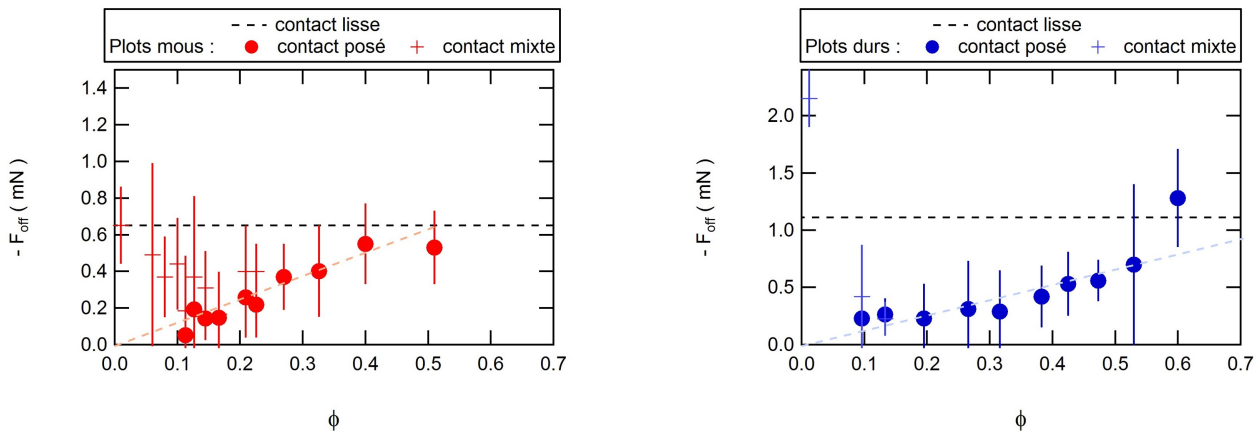 contact lisse
Plots mous : contact posé contact mixte
1.4
1.2
1.0
0.8
0.6
0.4
0.2
0.0
- Foff ( mN )
0.0 0.1 0.2 0.3 0.4 0.5 0.6 0.7
ϕ
contact lisse
Plots durs : contact posé contact mixte
2.0
1.5
1.0
0.5
0.0
- Foff ( mN )
0.0 0.1 0.2 0.3 0.4 0.5 0.6 0.7
ϕ